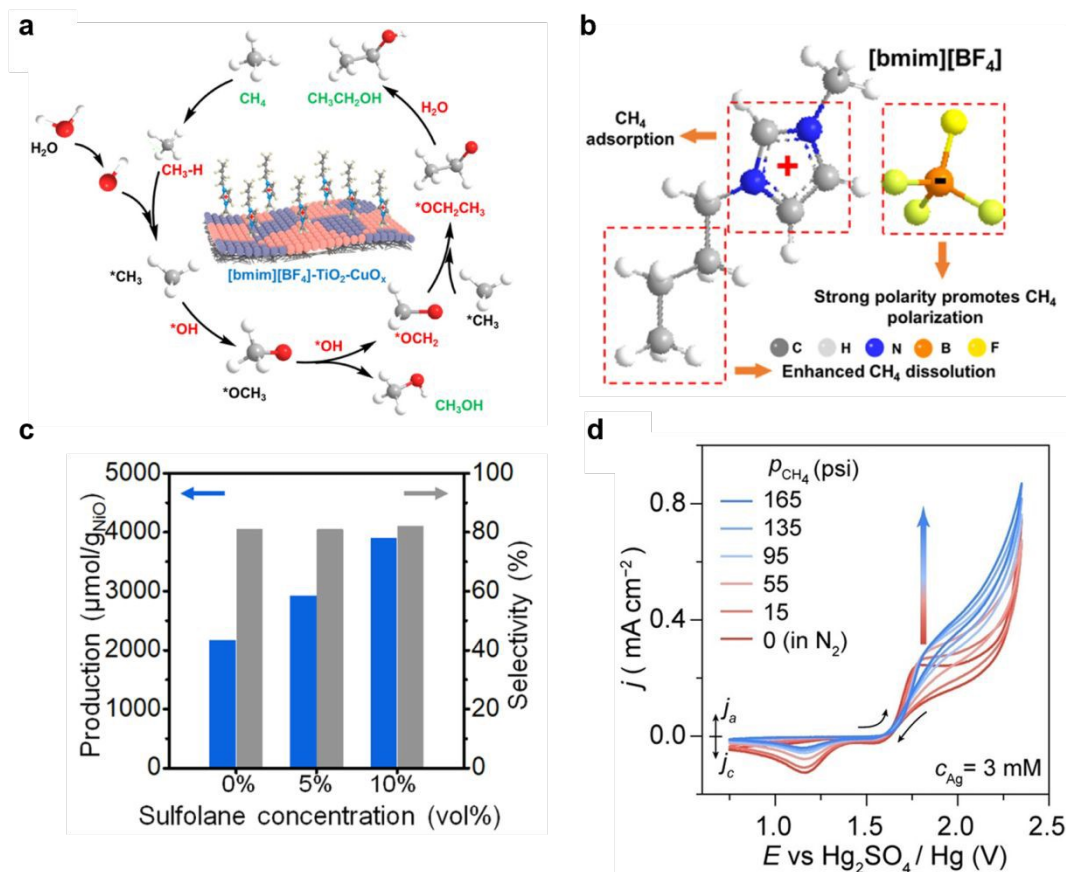 a
CH₄
CH₃CH₂OH
H₂O
H₂O
CH₃-H
*OCH₂CH₃
[bmim][BF₄]-TiO₂-CuOₓ
*CH₃
*OH
*OCH₂
*CH₃
*OH
*OCH₃
CH₃OH
b
[bmim][BF₄]
CH₄
adsorption
+
-
Strong polarity promotes CH₄
polarization
C H N B F
Enhanced CH₄ dissolution
c
Production (µmol/gNiO)
5000
4000
3000
2000
1000
0
100
80
60
40
20
0
Selectivity (%)
0% 5% 10%
Sulfolane concentration (vol%)
d
j ( mA cm⁻²)
0.8
0.4
0.0
p_CH₄ (psi)
165
135
95
55
15
0 (in N₂)
jₐ
j_c
c_Ag = 3 mM
1.0 1.5 2.0 2.5
E vs Hg₂SO₄ / Hg (V)